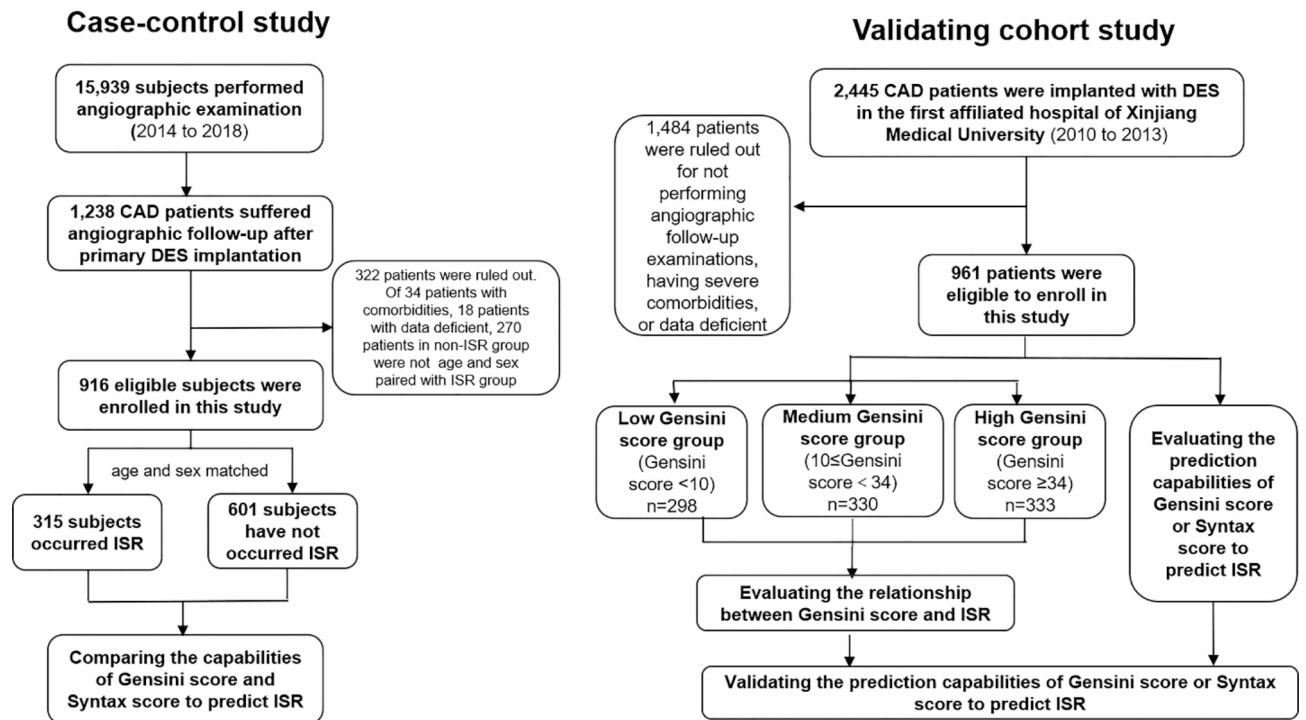 Case-control study
15,939 subjects performed
angiographic examination
(2014 to 2018)
1,238 CAD patients suffered
angiographic follow-up after
primary DES implantation
322 patients were ruled out.
Of 34 patients with
comorbidities, 18 patients
with data deficient, 270
patients in non-ISR group
were not age and sex
paired with ISR group
916 eligible subjects were
enrolled in this study
age and sex matched
315 subjects
occurred ISR
601 subjects
have not
occurred ISR
Comparing the capabilities
of Gensini score and
Syntax score to predict ISR
Validating cohort study
2,445 CAD patients were implanted with DES
in the first affiliated hospital of Xinjiang
Medical University (2010 to 2013)
1,484 patients
were ruled out
for not
performing
angiographic
follow-up
examinations,
having severe
comorbidities,
or data deficient
961 patients were
eligible to enroll in
this study
Low Gensini
score group
(Gensini
score <10)
n=298
Medium Gensini
score group
(10≤Gensini
score < 34)
n=330
High Gensini
score group
(Gensini
score ≥34)
n=333
Evaluating the
prediction
capabilities of
Gensini score
or Syntax
score to
predict ISR
Evaluating the relationship
between Gensini score and ISR
Validating the prediction capabilities of Gensini score or Syntax
score to predict ISR